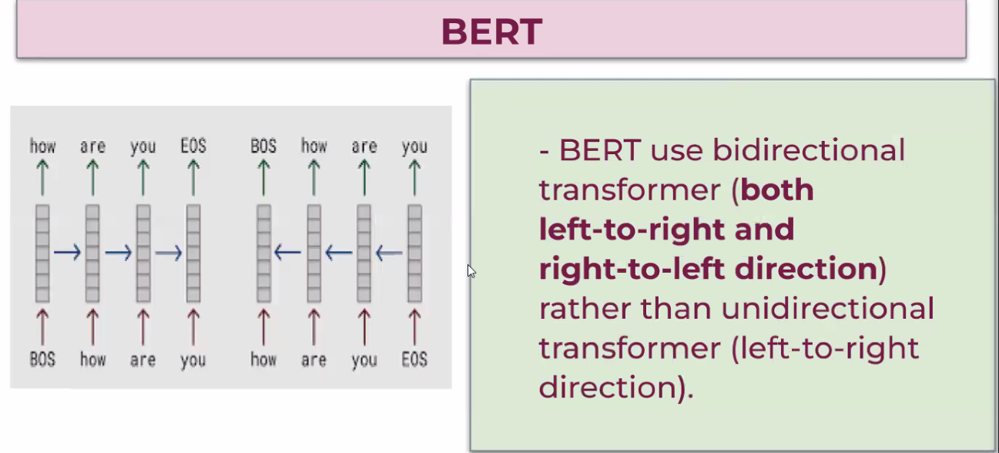 BERT
how are you EOS BOS how are you
BOS how are you how are you EOS
- BERT use bidirectional
transformer (both
left-to-right and
right-to-left direction)
rather than unidirectional
transformer (left-to-right
direction).